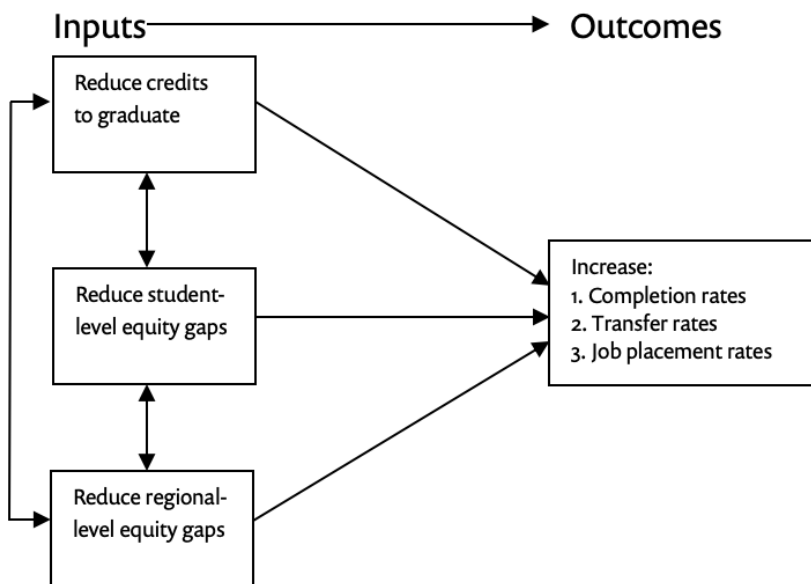 Inputs
Outcomes
Reduce credits
to graduate
Reduce student-
level equity gaps
Reduce regional-
level equity gaps
Increase:
1. Completion rates
2. Transfer rates
3. Job placement rates